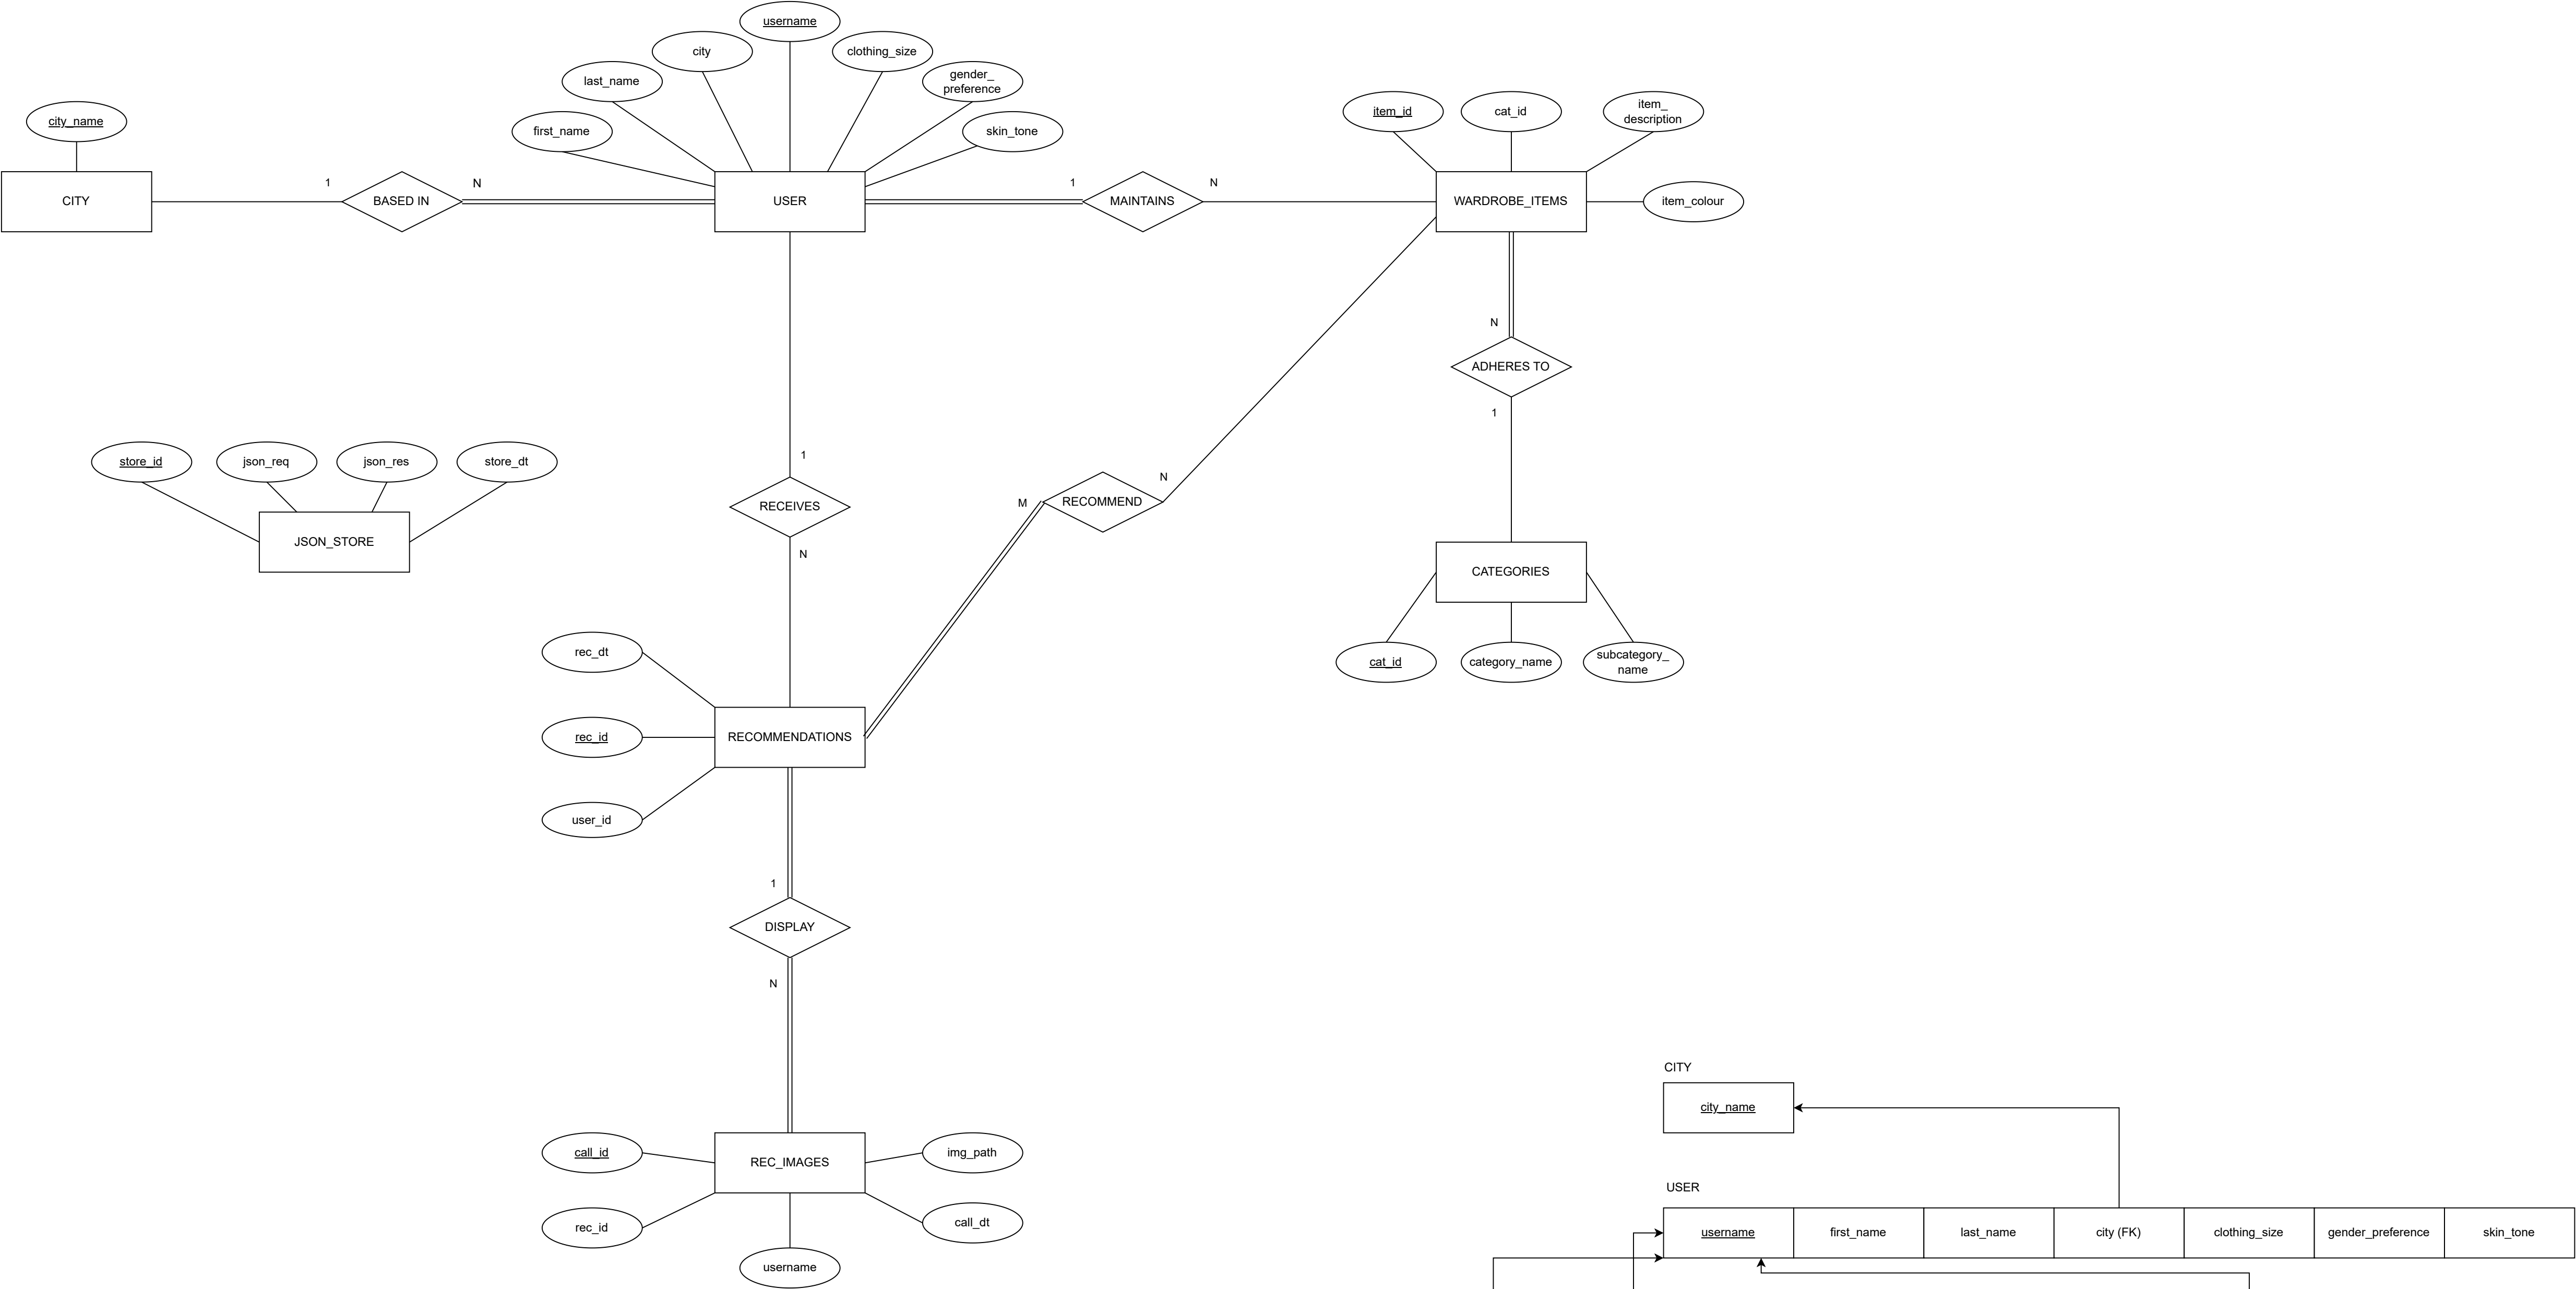 username
city
clothing_size
last_name
gender_
preference
first_name
skin_tone
city_name
item_id
cat_id
item_
description
CITY
1
BASED IN
N
USER
1
MAINTAINS
N
WARDROBE_ITEMS
item_colour
N
ADHERES TO
1
store_id
json_req
json_res
store_dt
JSON_STORE
1
RECEIVES
N
M
RECOMMEND
N
CATEGORIES
cat_id
category_name
subcategory_
name
rec_dt
rec_id
RECOMMENDATIONS
user_id
1
DISPLAY
N
call_id
REC_IMAGES
img_path
rec_id
call_dt
username
CITY
city_name
USER
username
first_name
last_name
city (FK)
clothing_size
gender_preference
skin_tone